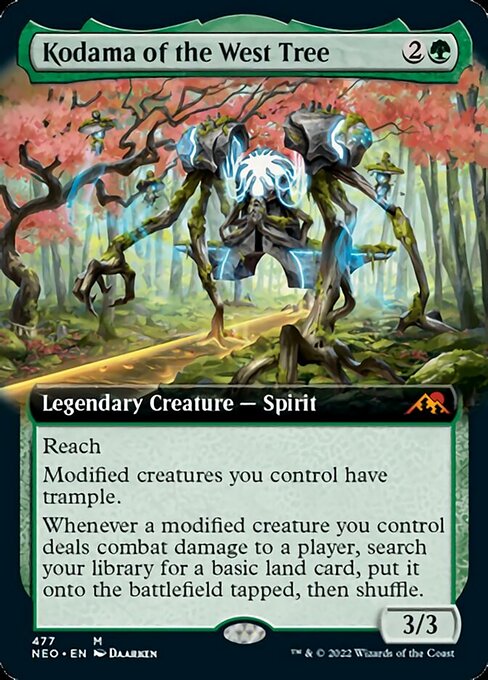 Kodama of the West Tree 2
Legendary Creature — Spirit
Reach
Modified creatures you control have
trample.
Whenever a modified creature you control
deals combat damage to a player, search
your library for a basic land card, put it
onto the battlefield tapped, then shuffle.
3/3
477 M
NEO • EN DAARKEN
™ & © 2022 Wizards of the Coast